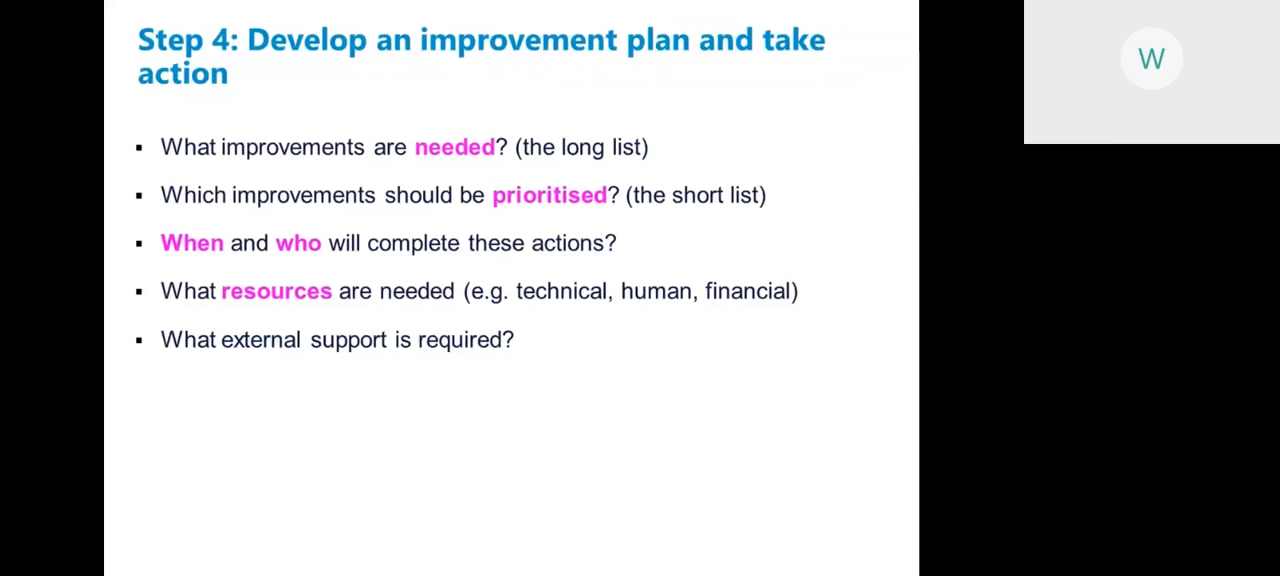 Step 4: Develop an improvement plan and take
action
▪ What improvements are needed? (the long list)
▪ Which improvements should be prioritised? (the short list)
▪ When and who will complete these actions?
▪ What resources are needed (e.g. technical, human, financial)
▪ What external support is required?
W